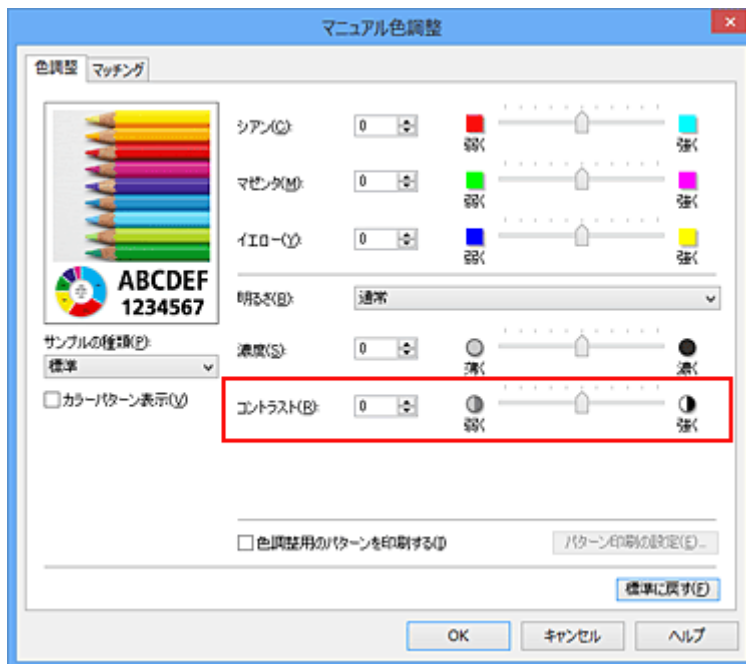 マニュアル色調整
色調整 マッチング
シアン(C): 0 弱く 強く
マゼンタ(M): 0 弱く 強く
イエロー(Y): 0 弱く 強く
ABCDEF
1234567
明るさ(B): 通常
サンプルの種類(P):
標準
濃度(S): 0 薄く 濃く
カラーパターン表示(V)
コントラスト(R): 0 弱く 強く
色調整用のパターンを印刷する(I) パターン印刷の設定(E)...
標準に戻す(F)
OK キャンセル ヘルプ